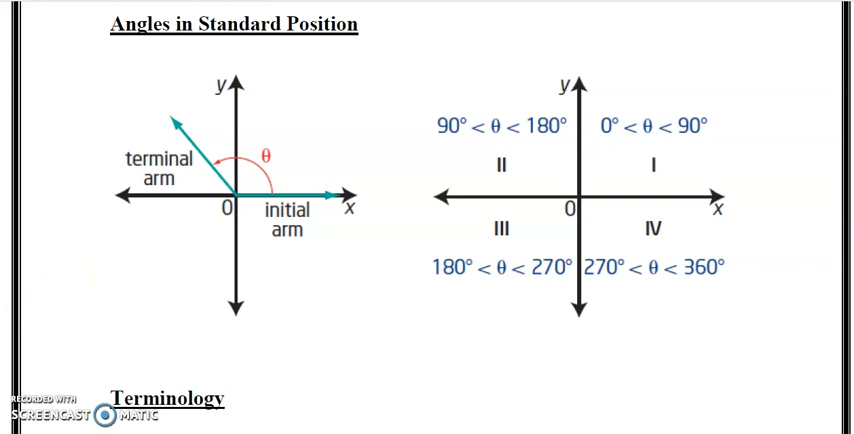 Angles in Standard Position
y
θ
terminal
arm
0
initial
arm
x
y
90° < θ < 180°
0° < θ < 90°
II
I
0
x
III
IV
180° < θ < 270°
270° < θ < 360°
Terminology
RECORDED WITH
SCREENCAST MATIC